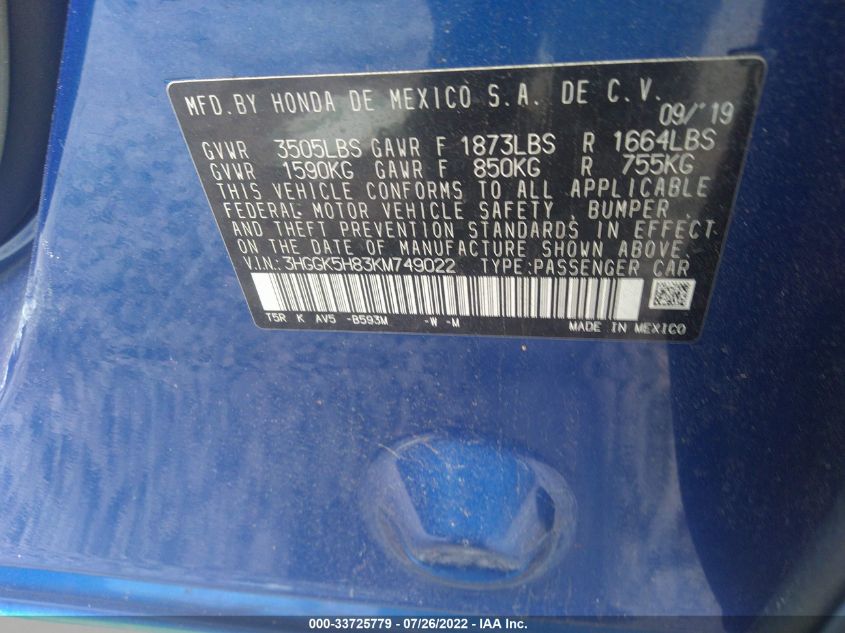 MFD.BY HONDA DE MEXICO S.A. DE C.V.
09/'19
GVWR 3505LBS GAWR F 1873LBS R 1664LBS
GVWR 1590KG GAWR F 850KG R 755KG
THIS VEHICLE CONFORMS TO ALL APPLICABLE
FEDERAL MOTOR VEHICLE SAFETY, BUMPER,
AND THEFT PREVENTION STANDARDS IN EFFECT
ON THE DATE OF MANUFACTURE SHOWN ABOVE.
V.I.N.: 3HGGK5H83KM749022 TYPE:PASSENGER CAR
T5R K AV5 -B593M -W -M MADE IN MEXICO
000-33725779 - 07/26/2022 - IAA Inc.